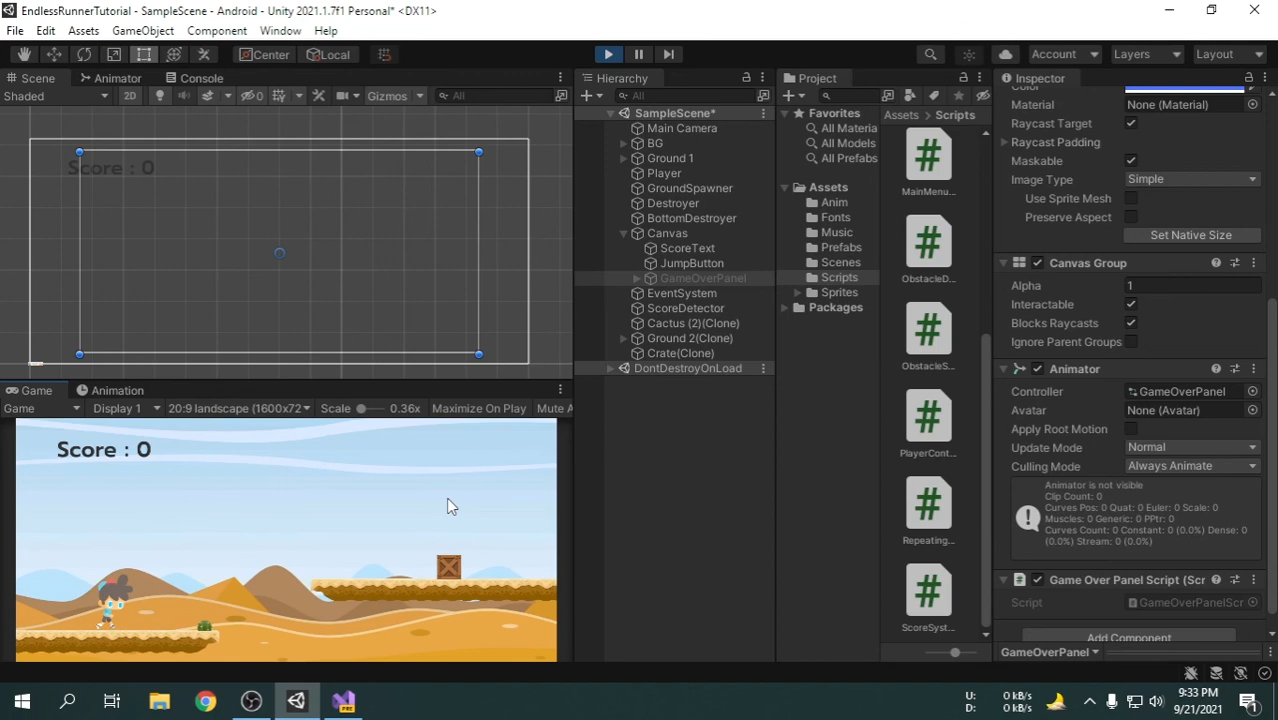 EndlessRunnerTutorial - SampleScene - Android - Unity 2021.1.7f1 Personal* <DX11>
File Edit Assets GameObject Component Window Help
Center Local Account Layers Layout
Scene Animator Console
Shaded 2D 0 Gizmos All
Score : 0
Game Animation
Game Display 1 20:9 landscape (1600x72 Scale 0.36x Maximize On Play Mute A
Score : 0
Hierarchy
All
SampleScene*
Main Camera
BG
Ground 1
Player
GroundSpawner
Destroyer
BottomDestroyer
Canvas
ScoreText
JumpButton
GameOverPanel
EventSystem
ScoreDetector
Cactus (2)(Clone)
Ground 2(Clone)
Crate(Clone)
DontDestroyOnLoad
Project
Favorites
All Materia
All Models
All Prefabs
Assets
Anim
Fonts
Music
Prefabs
Scenes
Scripts
Sprites
Packages
Assets Scripts
MainMenu...
ObstacleD...
ObstacleS...
PlayerCont...
Repeating...
ScoreSyst...
Inspector
Color
Material None (Material)
Raycast Target
Raycast Padding
Maskable
Image Type Simple
Use Sprite Mesh
Preserve Aspect
Set Native Size
Canvas Group
Alpha 1
Interactable
Blocks Raycasts
Ignore Parent Groups
Animator
Controller GameOverPanel
Avatar None (Avatar)
Apply Root Motion
Update Mode Normal
Culling Mode Always Animate
Animator is not visible
Clip Count: 0
Curves Pos: 0 Quat: 0 Euler: 0 Scale: 0
Muscles: 0 Generic: 0 PPtr: 0
Curves Count: 0 Constant: 0 (0.0%) Dense: 0
(0.0%) Stream: 0 (0.0%)
Game Over Panel Script (Scr
Script GameOverPanelScr
Add Component
GameOverPanel
U: 0 kB/s
D: 0 kB/s
9:33 PM
9/21/2021
1